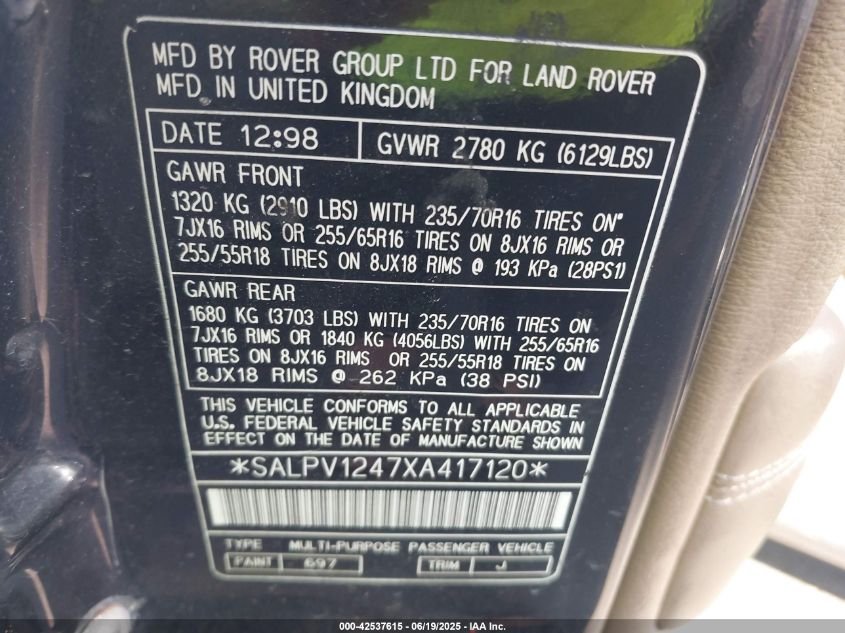 MFD BY ROVER GROUP LTD FOR LAND ROVER
MFD IN UNITED KINGDOM
DATE 12:98
GVWR 2780 KG (6129LBS)
GAWR FRONT
1320 KG (2910 LBS) WITH 235/70R16 TIRES ON
7JX16 RIMS OR 255/65R16 TIRES ON 8JX16 RIMS OR
255/55R18 TIRES ON 8JX18 RIMS @ 193 KPa (28PSI)
GAWR REAR
1680 KG (3703 LBS) WITH 235/70R16 TIRES ON
7JX16 RIMS OR 1840 KG (4056LBS) WITH 255/65R16
TIRES ON 8JX16 RIMS OR 255/55R18 TIRES ON
8JX18 RIMS @ 262 KPa (38 PSI)
THIS VEHICLE CONFORMS TO ALL APPLICABLE
U.S. FEDERAL VEHICLE SAFETY STANDARDS
IN EFFECT ON THE DATE OF MANUFACTURE SHOWN
*SALPV1247XA417120*
TYPE MULTI-PURPOSE PASSENGER VEHICLE
PAINT 697 TRIM J
000-42537615 - 06/19/2025 - IAA Inc.